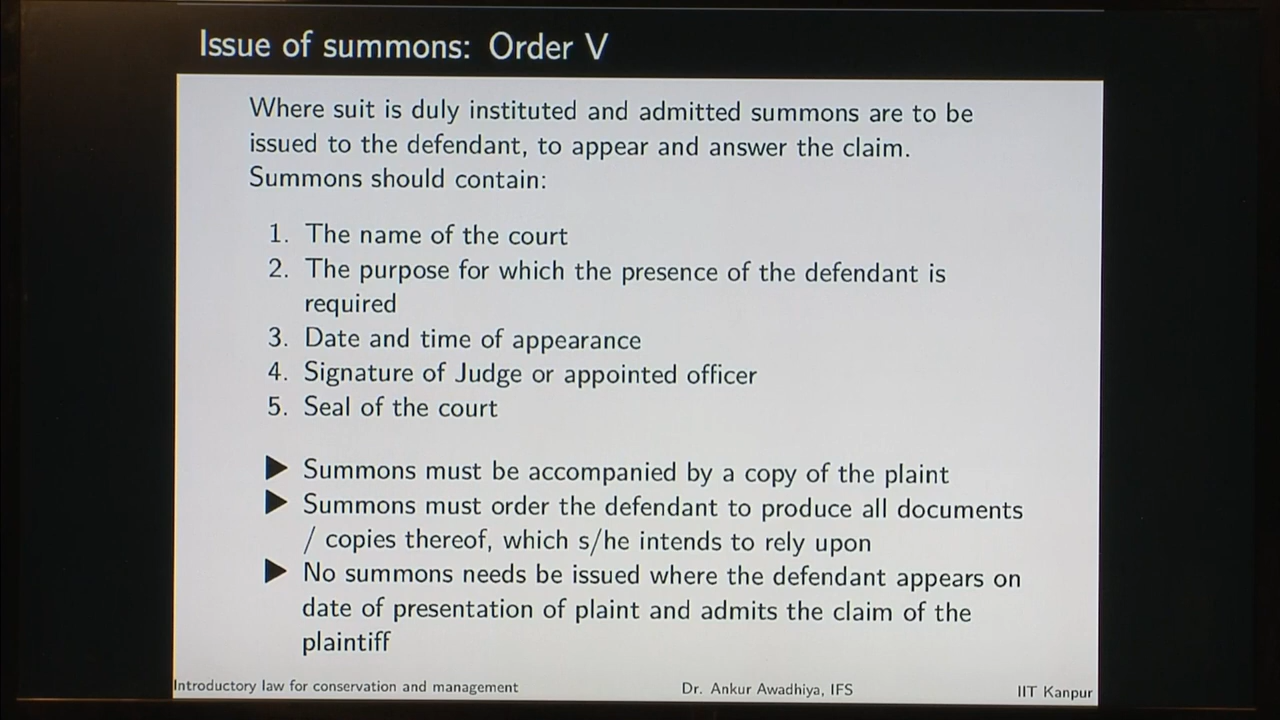 Issue of summons: Order V
Where suit is duly instituted and admitted summons are to be
issued to the defendant, to appear and answer the claim.
Summons should contain:
1. The name of the court
2. The purpose for which the presence of the defendant is
required
3. Date and time of appearance
4. Signature of Judge or appointed officer
5. Seal of the court
▶ Summons must be accompanied by a copy of the plaint
▶ Summons must order the defendant to produce all documents
/ copies thereof, which s/he intends to rely upon
▶ No summons needs be issued where the defendant appears on
date of presentation of plaint and admits the claim of the
plaintiff
Introductory law for conservation and management Dr. Ankur Awadhiya, IFS IIT Kanpur